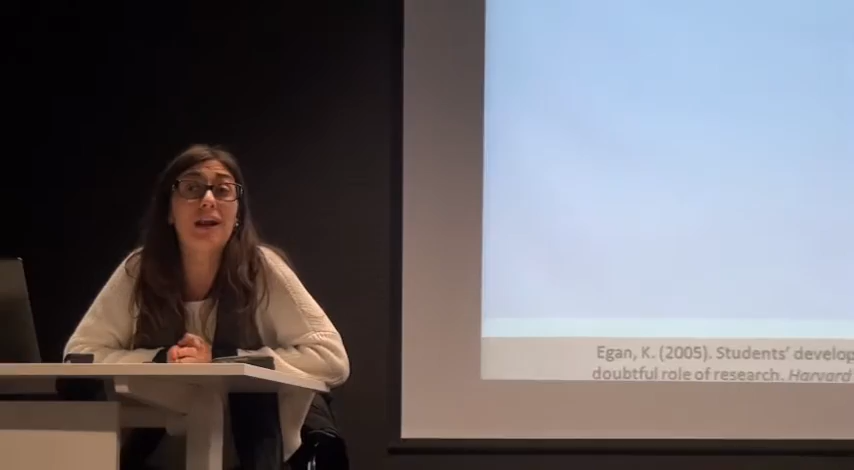 Egan, K. (2005). Students' develop
doubtful role of research. Harvard